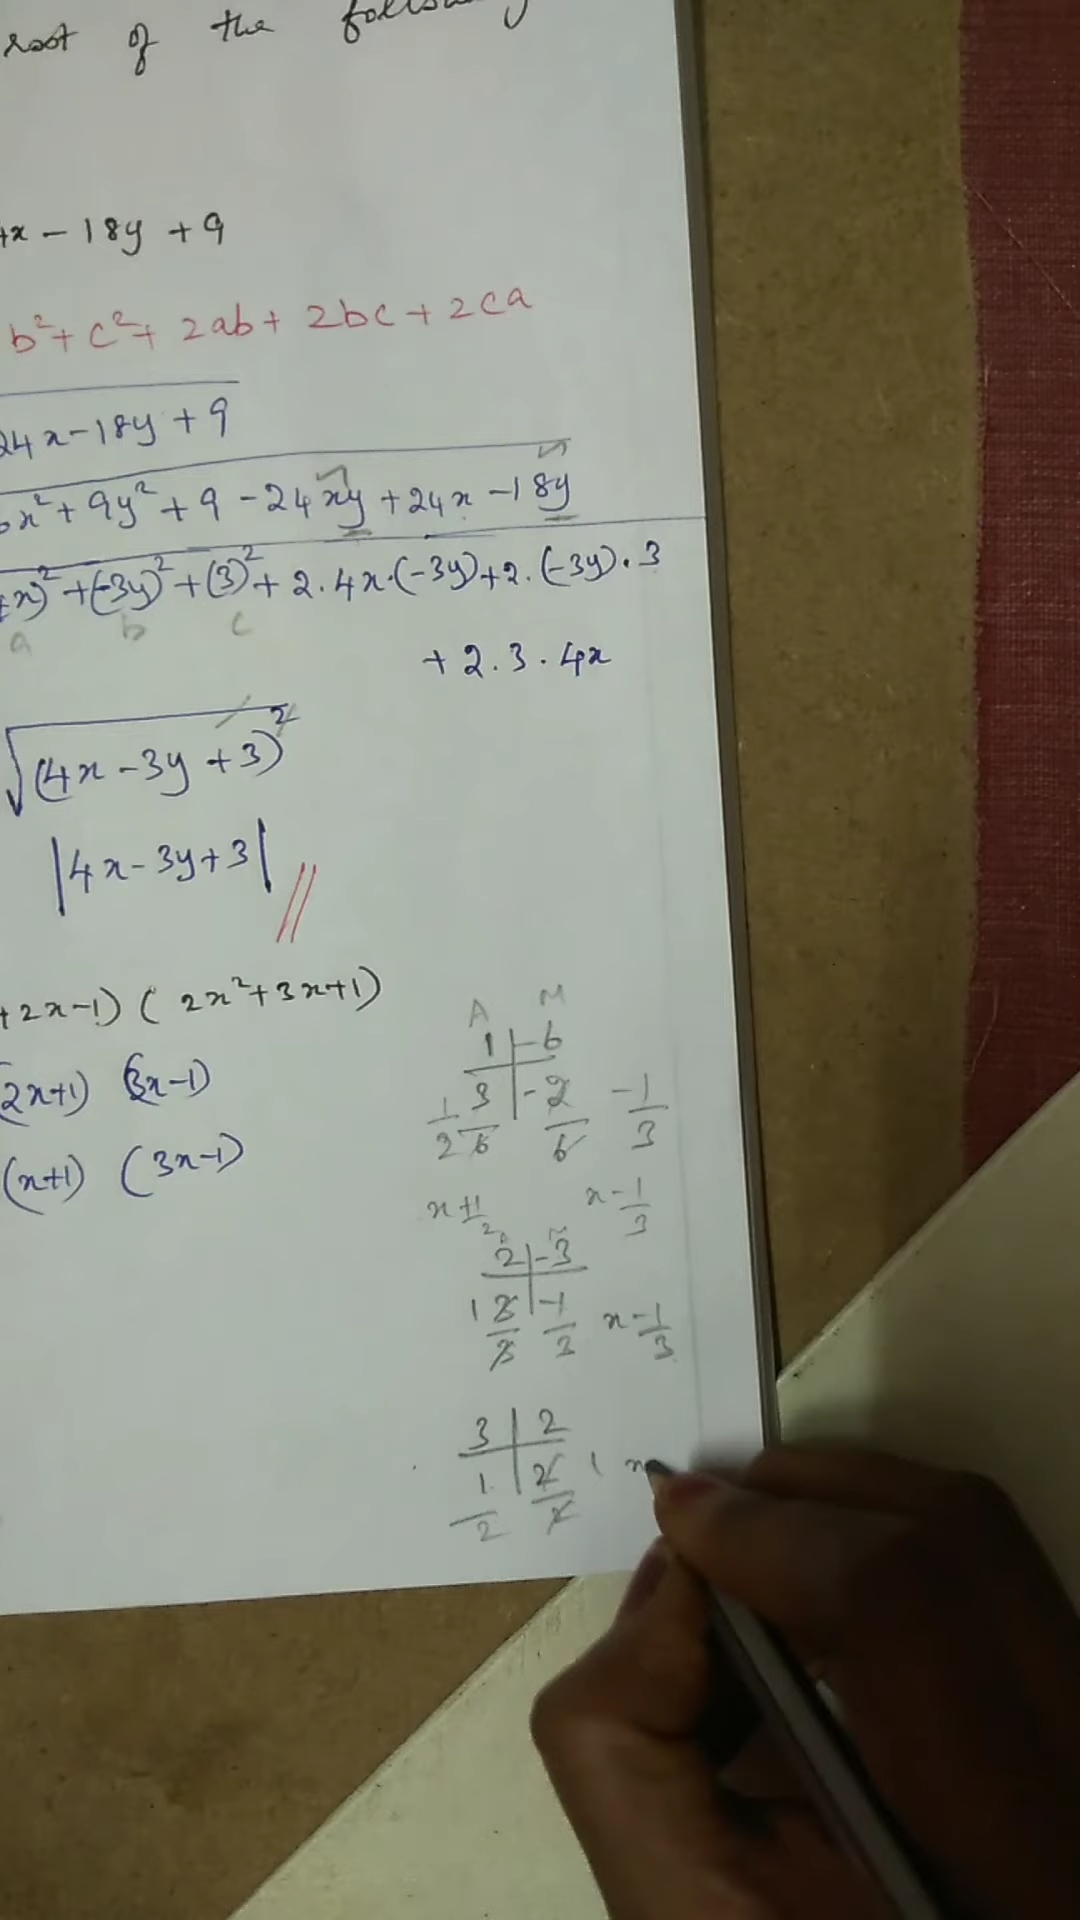 root of the
x - 18y + 9
b² + c² + 2ab + 2bc + 2ca
24x - 18y + 9
x² + 9y² + 9 - 24xy + 24x - 18y
x)² + (-3y)² + (3)² + 2.4x.(-3y) + 2.(-3y).3
a b c
+ 2.3.4x
√(4x - 3y + 3)²
|4x - 3y + 3| //
+ 2x - 1) (2x² + 3x + 1)
(2x+1) (3x-1)
(x+1) (3x-1)
A M
1 -6
3 -2
1/2 6 6 -1/3
x+1/2 x-1/3
2 -3
1 3 -1
3 3 x-1/3
3 2
1 2 1
2 2